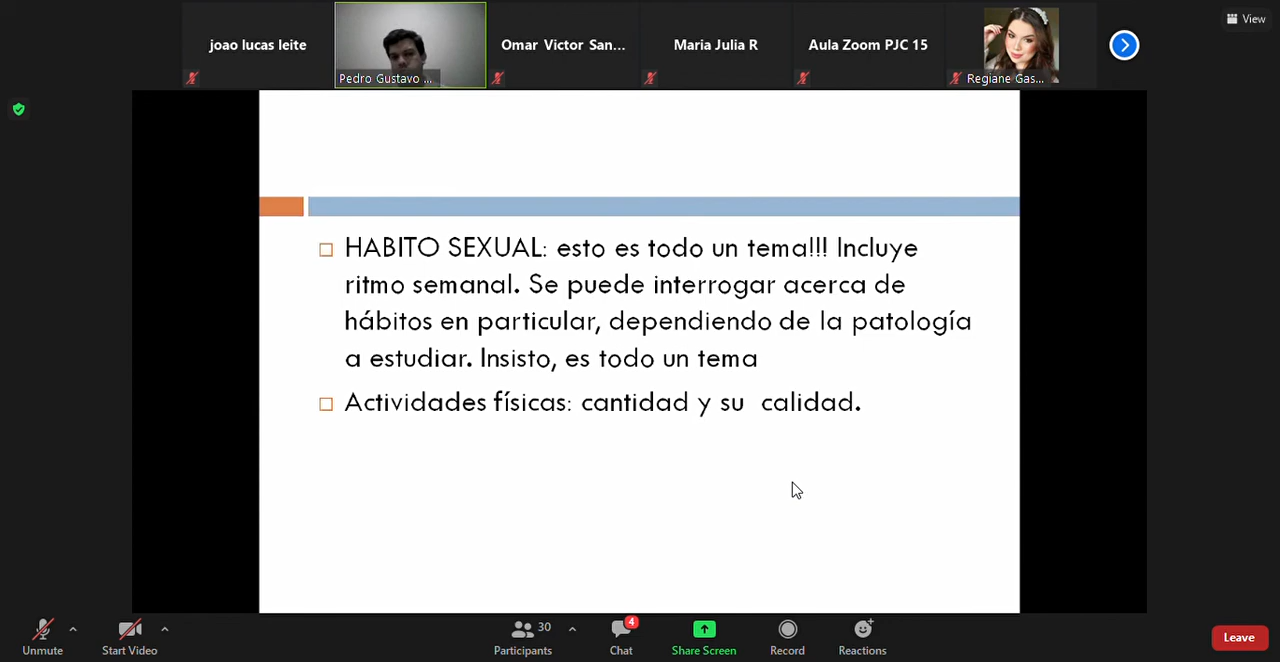 View
joao lucas leite
Pedro Gustavo ...
Omar Victor San...
Maria Julia R
Aula Zoom PJC 15
Regiane Gas...
HABITO SEXUAL: esto es todo un tema!!! Incluye
ritmo semanal. Se puede interrogar acerca de
hábitos en particular, dependiendo de la patología
a estudiar. Insisto, es todo un tema
Actividades físicas: cantidad y su calidad.
Unmute
Start Video
30
Participants
4
Chat
Share Screen
Record
Reactions
Leave